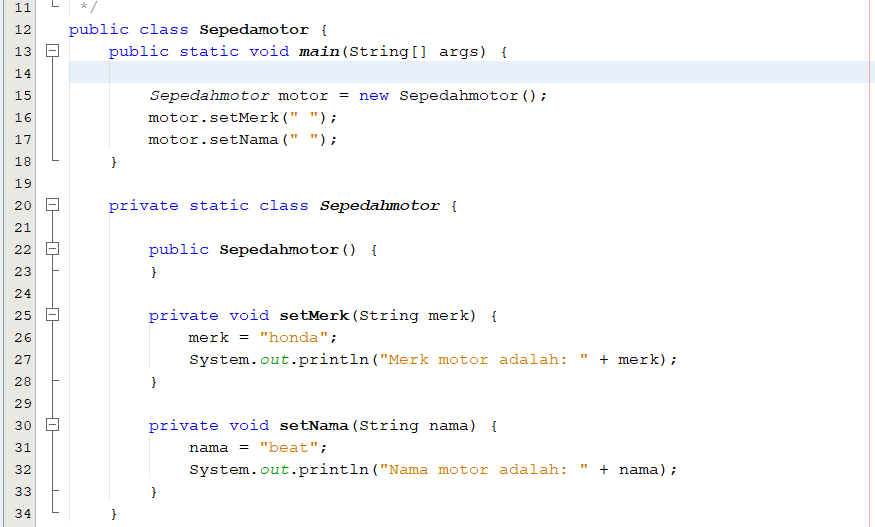 11 */
12 public class Sepedamotor {
13 public static void main(String[] args) {
14
15 Sepedahmotor motor = new Sepedahmotor();
16 motor.setMerk(" ");
17 motor.setNama(" ");
18 }
19
20 private static class Sepedahmotor {
21
22 public Sepedahmotor() {
23 }
24
25 private void setMerk(String merk) {
26 merk = "honda";
27 System.out.println("Merk motor adalah: " + merk);
28 }
29
30 private void setNama(String nama) {
31 nama = "beat";
32 System.out.println("Nama motor adalah: " + nama);
33 }
34 }